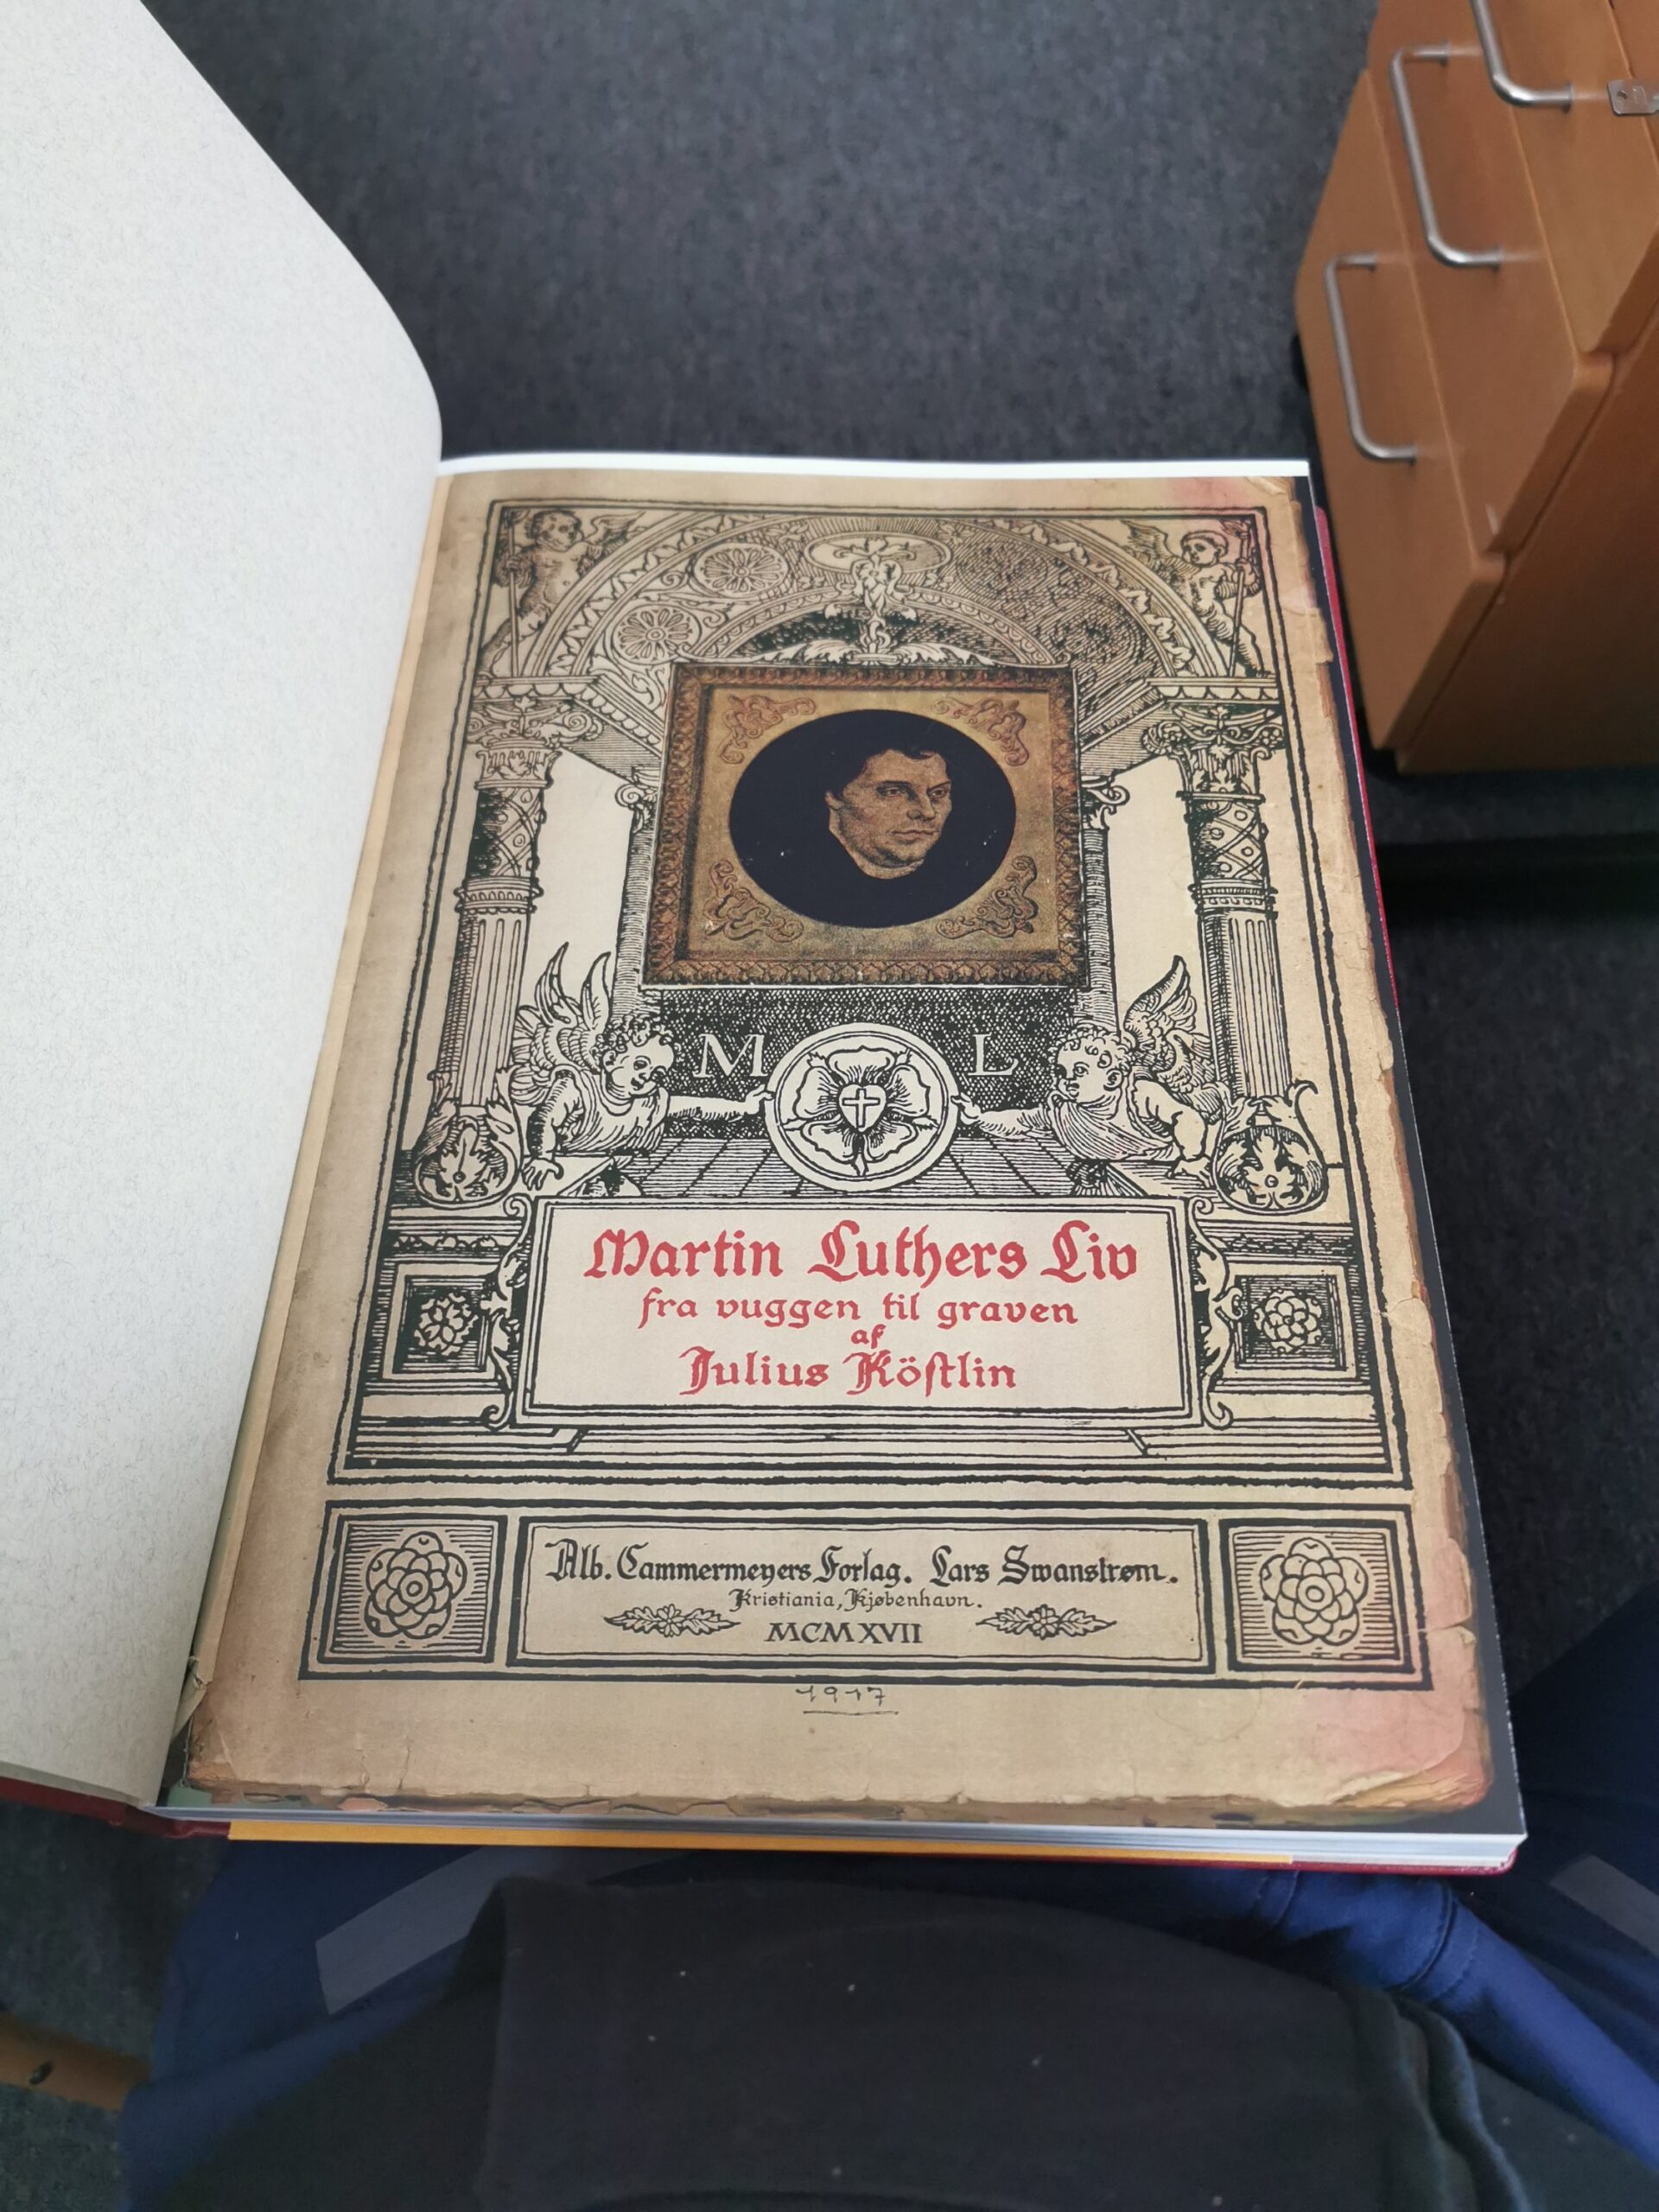 M L
Martin Luthers Liv
fra vuggen til graven
af
Julius Köſtlin
Alb. Cammermeyers Forlag. Lars Swanstrøm.
Kristiania, Kjøbenhavn.
MCMXVII
1917